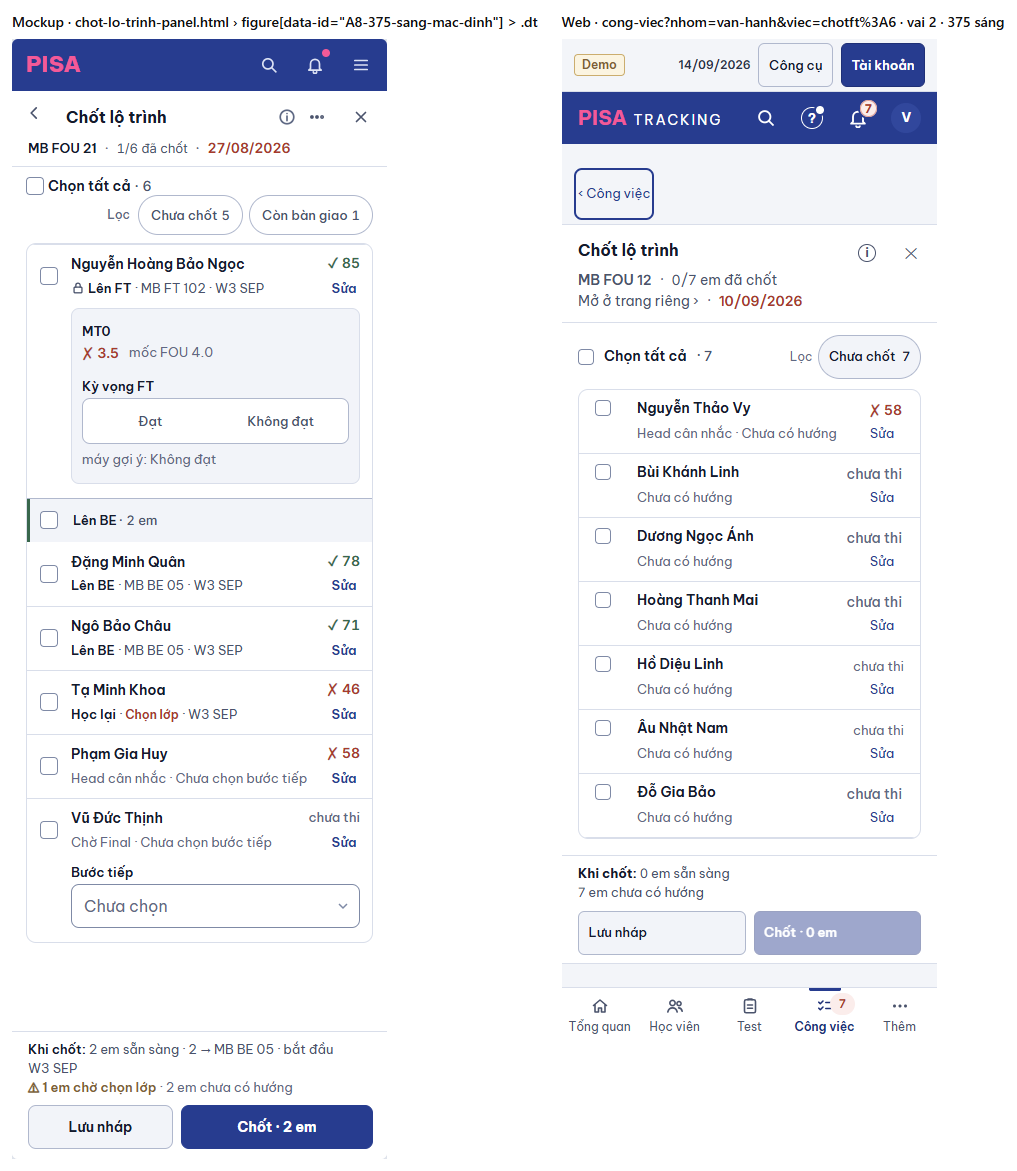 Mockup · chot-lo-trinh-panel.html › figure[data-id="A8-375-sang-mac-dinh"] > .dt
PISA
Chốt lộ trình
MB FOU 21 · 1/6 đã chốt · 27/08/2026
Chọn tất cả · 6
Lọc Chưa chốt 5 Còn bàn giao 1
Nguyễn Hoàng Bảo Ngọc ✓ 85
Lên FT · MB FT 102 · W3 SEP Sửa
MT0
✗ 3.5 mốc FOU 4.0
Kỳ vọng FT
Đạt Không đạt
máy gợi ý: Không đạt
Lên BE · 2 em
Đặng Minh Quân ✓ 78
Lên BE · MB BE 05 · W3 SEP Sửa
Ngô Bảo Châu ✓ 71
Lên BE · MB BE 05 · W3 SEP Sửa
Tạ Minh Khoa ✗ 46
Học lại · Chọn lớp · W3 SEP Sửa
Phạm Gia Huy ✗ 58
Head cân nhắc · Chưa chọn bước tiếp Sửa
Vũ Đức Thịnh chưa thi
Chờ Final · Chưa chọn bước tiếp Sửa
Bước tiếp
Chưa chọn
Khi chốt: 2 em sẵn sàng · 2 → MB BE 05 · bắt đầu
W3 SEP
⚠ 1 em chờ chọn lớp · 2 em chưa có hướng
Lưu nháp Chốt · 2 em
Web · cong-viec?nhom=van-hanh&viec=chotft%3A6 · vai 2 · 375 sáng
Demo 14/09/2026 Công cụ Tài khoản
PISA TRACKING ? 7 V
‹ Công việc
Chốt lộ trình
MB FOU 12 · 0/7 em đã chốt
Mở ở trang riêng › · 10/09/2026
Chọn tất cả · 7 Lọc Chưa chốt 7
Nguyễn Thảo Vy ✗ 58
Head cân nhắc · Chưa có hướng Sửa
Bùi Khánh Linh chưa thi
Chưa có hướng Sửa
Dương Ngọc Ánh chưa thi
Chưa có hướng Sửa
Hoàng Thanh Mai chưa thi
Chưa có hướng Sửa
Hồ Diệu Linh chưa thi
Chưa có hướng Sửa
Âu Nhật Nam chưa thi
Chưa có hướng Sửa
Đỗ Gia Bảo chưa thi
Chưa có hướng Sửa
Khi chốt: 0 em sẵn sàng
7 em chưa có hướng
Lưu nháp Chốt · 0 em
7
Tổng quan Học viên Test Công việc Thêm